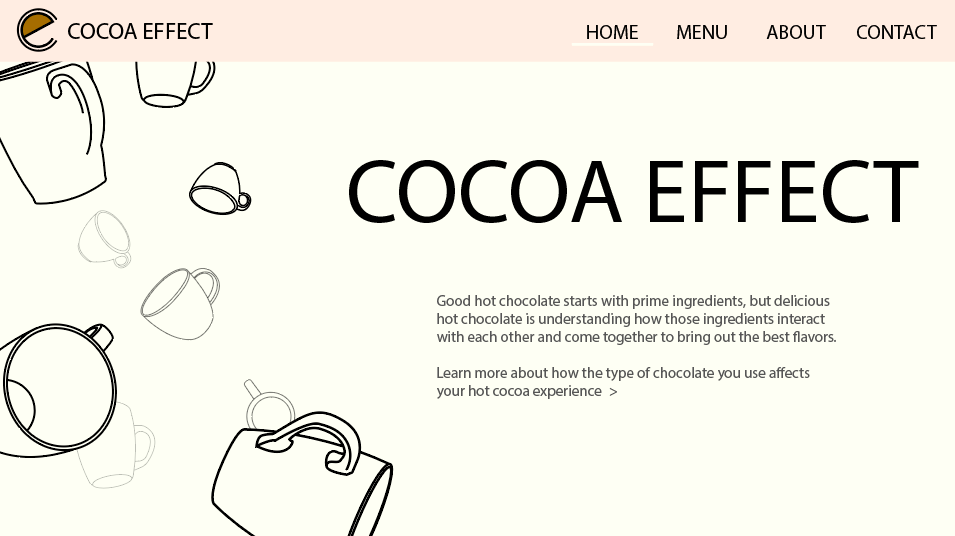 COCOA EFFECT
HOME
MENU
ABOUT
CONTACT
COCOA EFFECT
Good hot chocolate starts with prime ingredients, but delicious
hot chocolate is understanding how those ingredients interact
with each other and come together to bring out the best flavors.
Learn more about how the type of chocolate you use affects
your hot cocoa experience >